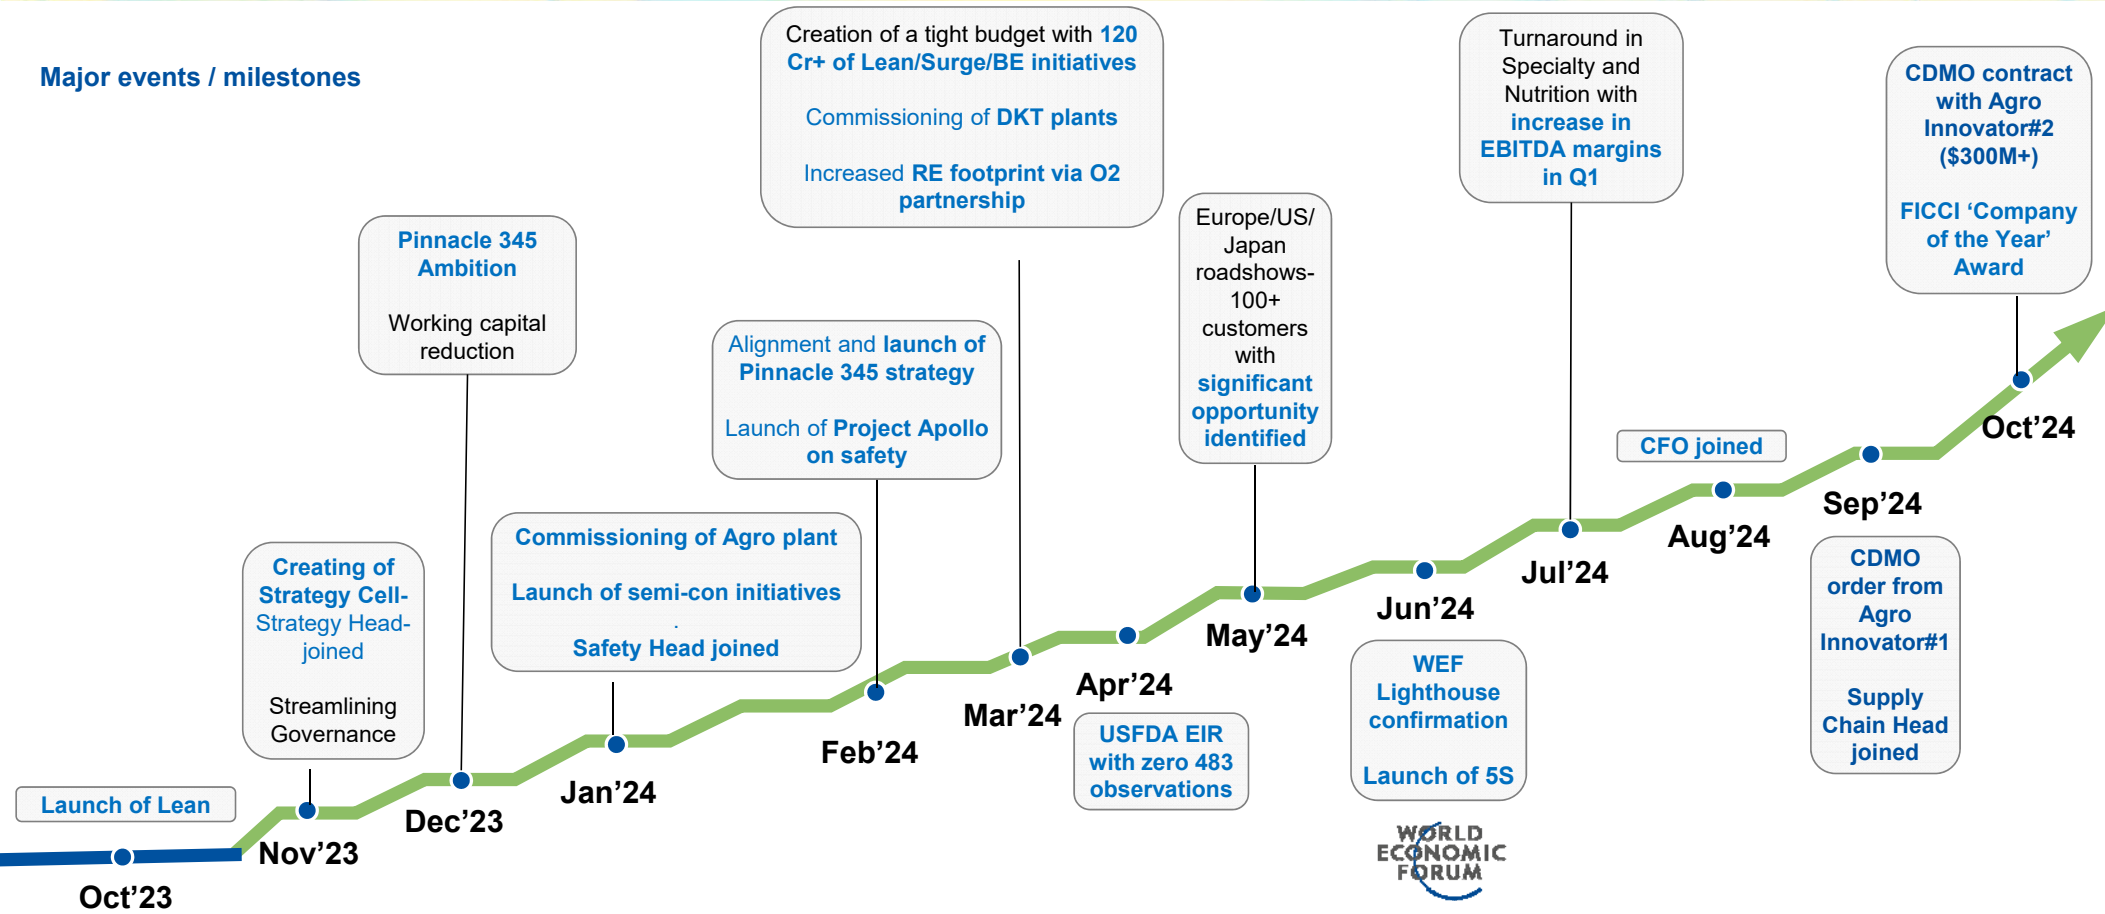 Major events / milestones
Launch of Lean
Oct’23
Creating of
Strategy Cell-
Strategy Head-
joined
Streamlining
Governance
Nov’23
Pinnacle 345
Ambition
Working capital
reduction
Dec’23
Commissioning of Agro plant
Launch of semi-con initiatives
.
Safety Head joined
Jan’24
Alignment and launch of
Pinnacle 345 strategy
Launch of Project Apollo
on safety
Feb’24
Creation of a tight budget with 120
Cr+ of Lean/Surge/BE initiatives
Commissioning of DKT plants
Increased RE footprint via O2
partnership
Mar’24
Apr’24
USFDA EIR
with zero 483
observations
Europe/US/
Japan
roadshows-
100+
customers
with
significant
opportunity
identified
May’24
Jun’24
WEF
Lighthouse
confirmation
Launch of 5S
WORLD
ECONOMIC
FORUM
Turnaround in
Specialty and
Nutrition with
increase in
EBITDA margins
in Q1
Jul’24
CFO joined
Aug’24
Sep’24
CDMO
order from
Agro
Innovator#1
Supply
Chain Head
joined
CDMO contract
with Agro
Innovator#2
($300M+)
FICCI ‘Company
of the Year’
Award
Oct’24